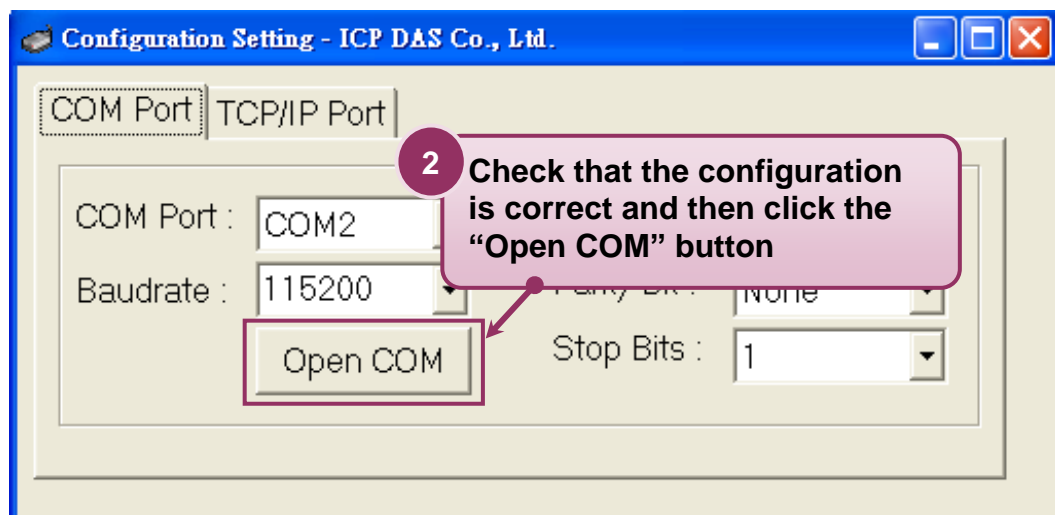 Configuration Setting - ICP DAS Co., Ltd.
COM Port TCP/IP Port
2
Check that the configuration
is correct and then click the
“Open COM” button
COM Port : COM2
Baudrate : 115200
None
Open COM
Stop Bits : 1